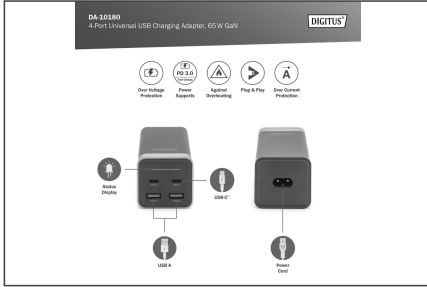 DA-10180
4-Port Universal USB Charging Adapter, 65 W GaN
DIGITUS®
PD 3.0
Over Voltage
Protection
Power
Supports
Against
Overheating
Plug & Play
Over Current
Protection
A
Status
Display
USB-C™
USB A
Power
Cord